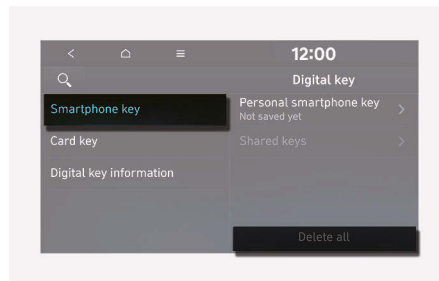 12:00
Digital key
Smartphone key
Card key
Digital key information
Personal smartphone key
Not saved yet
Shared keys
Delete all